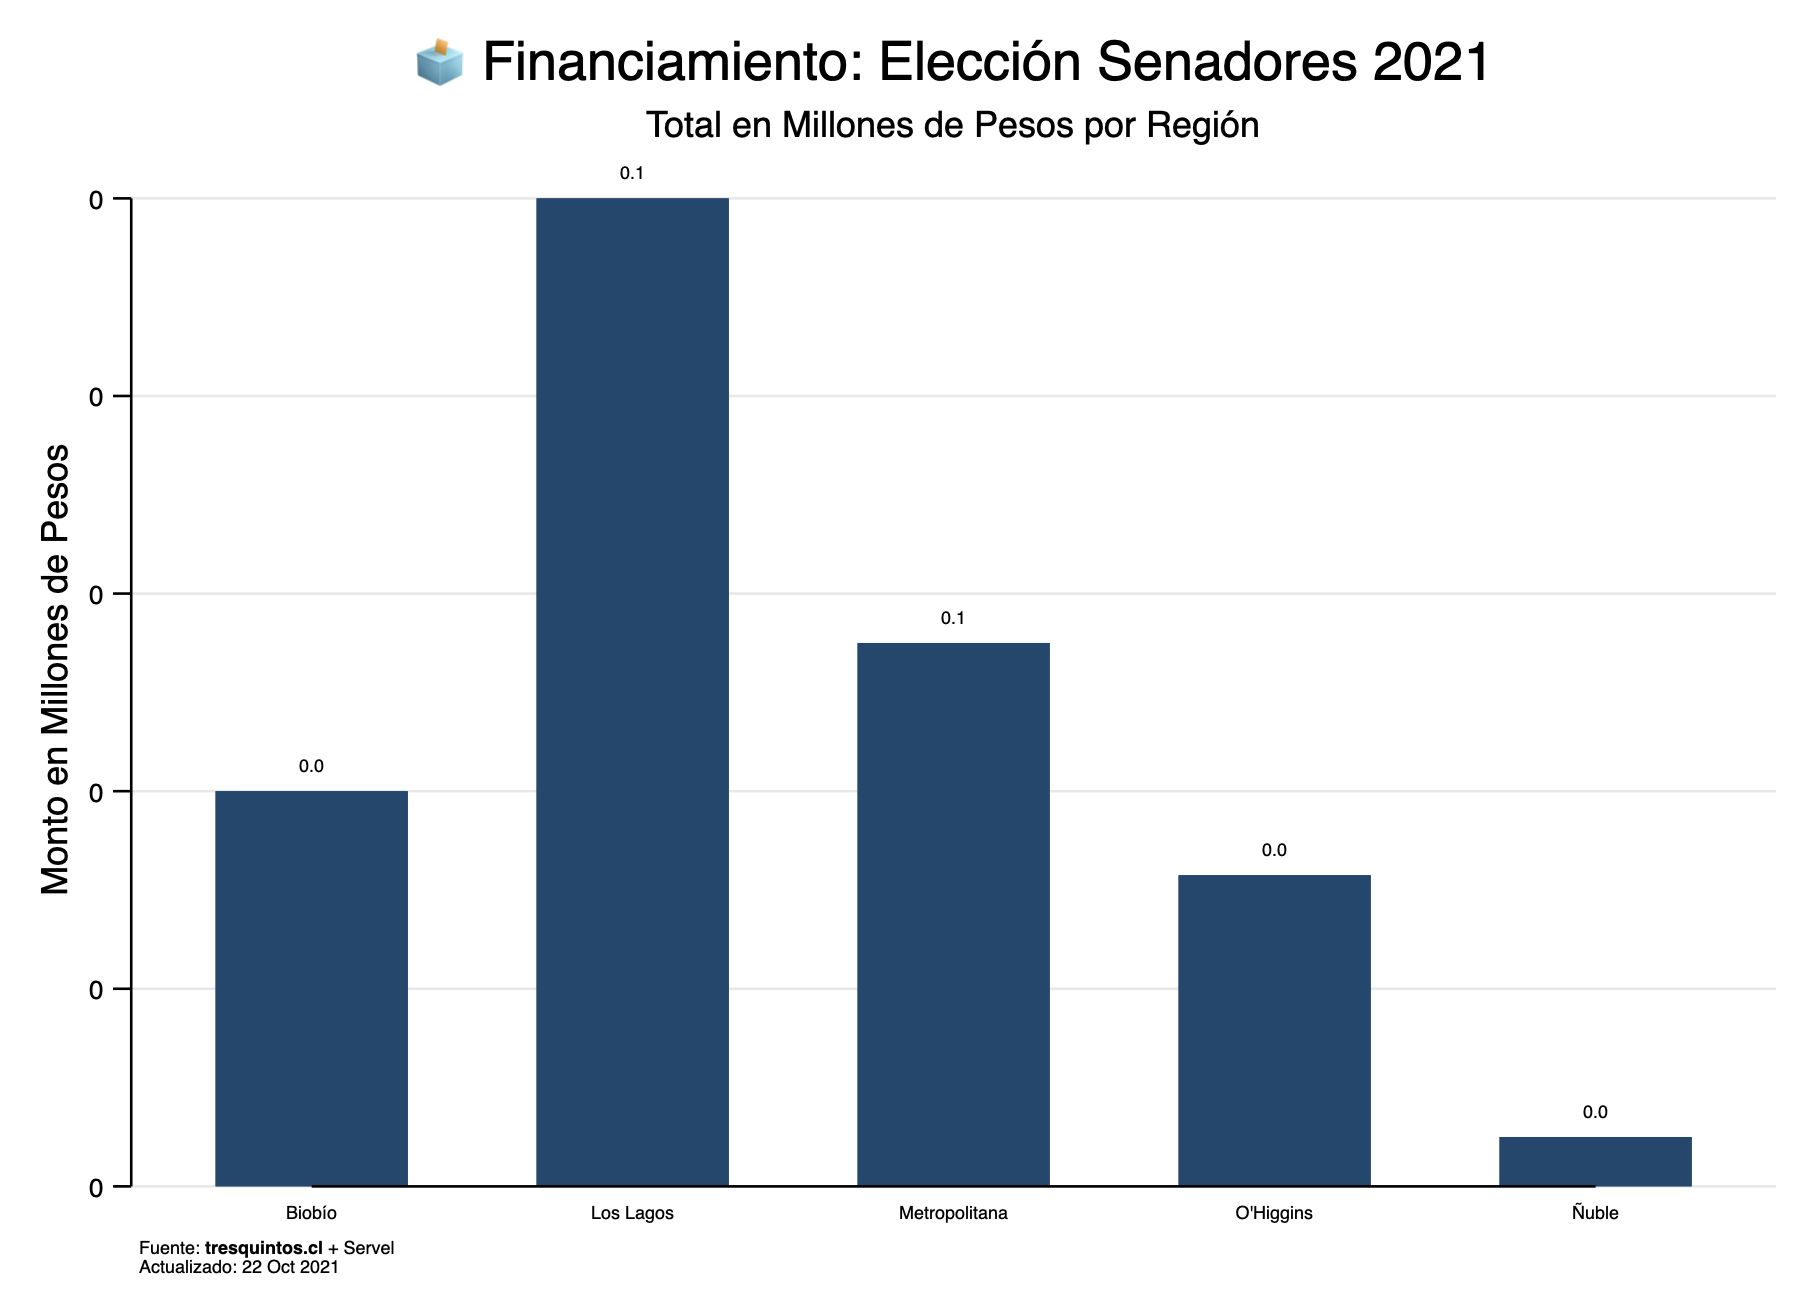 Financiamiento: Elección Senadores 2021
Total en Millones de Pesos por Región
Monto en Millones de Pesos
0
0
0
0
0
0
0.0
0.1
0.1
0.0
0.0
Biobío Los Lagos Metropolitana O'Higgins Ñuble
Fuente: tresquintos.cl + Servel
Actualizado: 22 Oct 2021